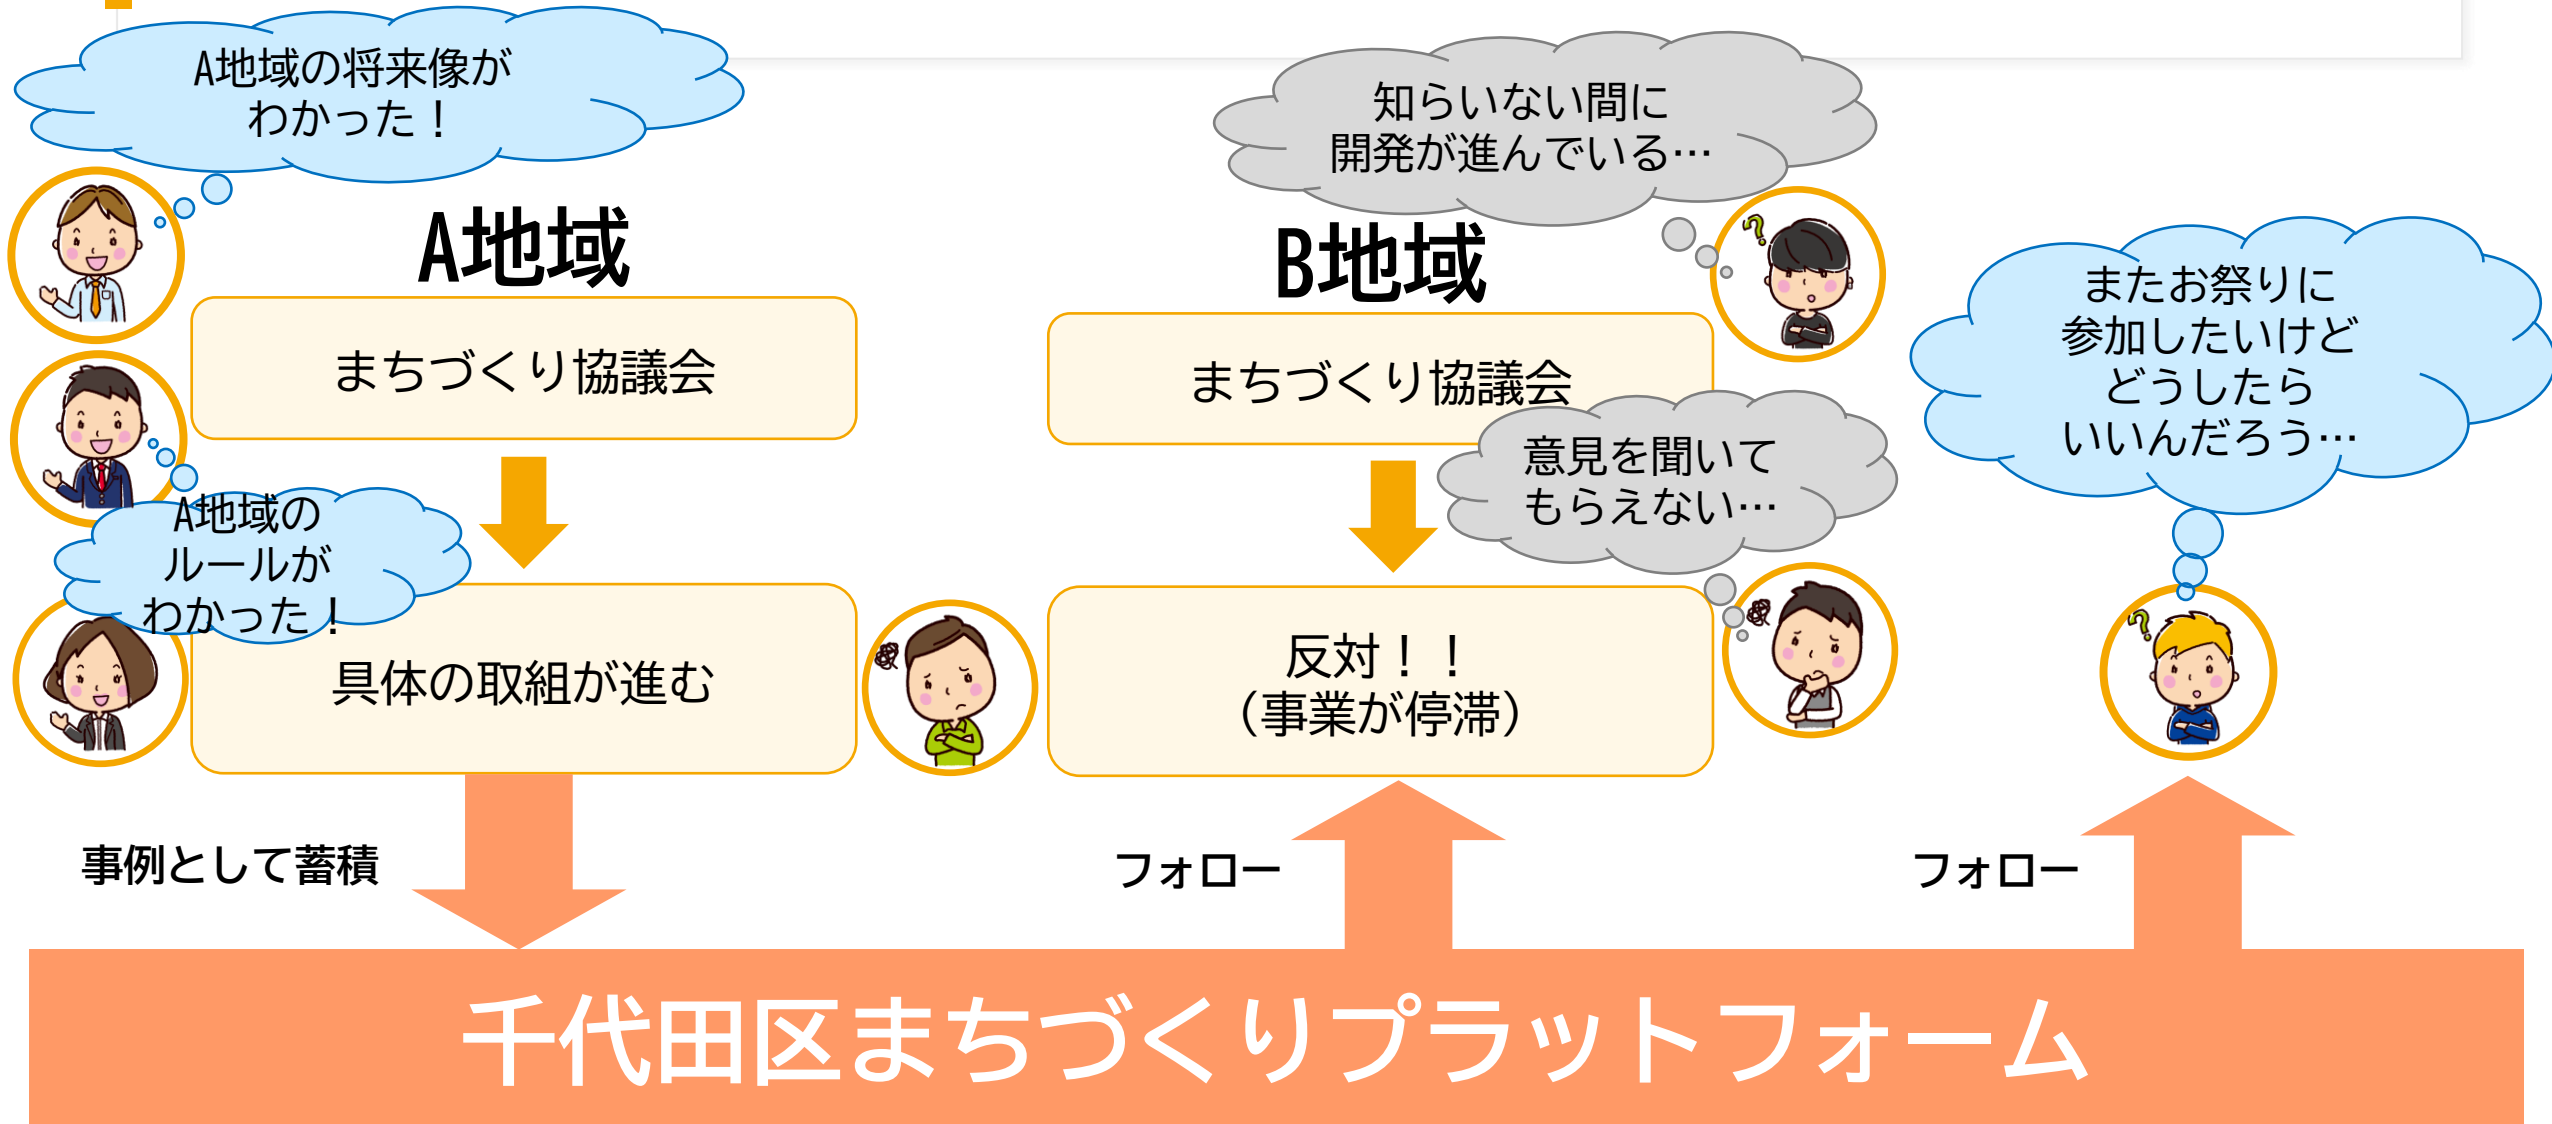 A地域の将来像が
わかった！
A地域
まちづくり協議会
A地域の
ルールが
わかった！
具体の取組が進む
事例として蓄積
知らいない間に
開発が進んでいる…
B地域
まちづくり協議会
意見を聞いて
もらえない…
反対！！
（事業が停滞）
フォロー
またお祭りに
参加したいけど
どうしたら
いいんだろう…
フォロー
千代田区まちづくりプラットフォーム